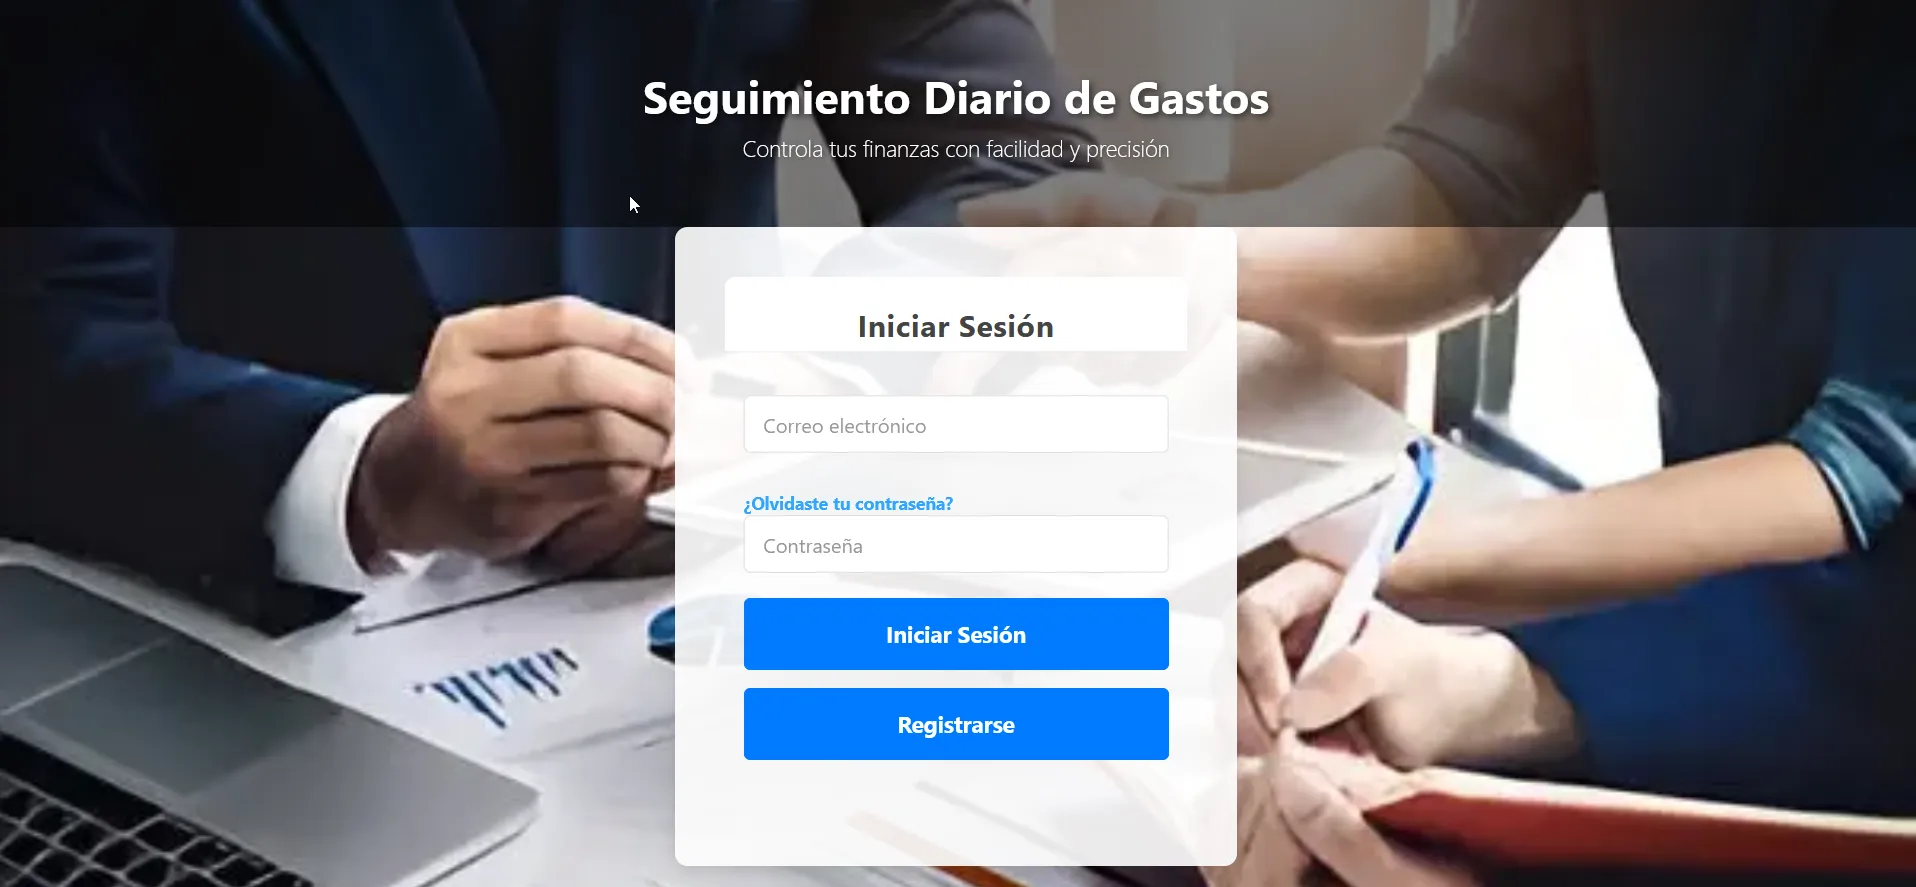 Seguimiento Diario de Gastos
Controla tus finanzas con facilidad y precisión
Iniciar Sesión
Correo electrónico
¿Olvidaste tu contraseña?
Contraseña
Iniciar Sesión
Registrarse